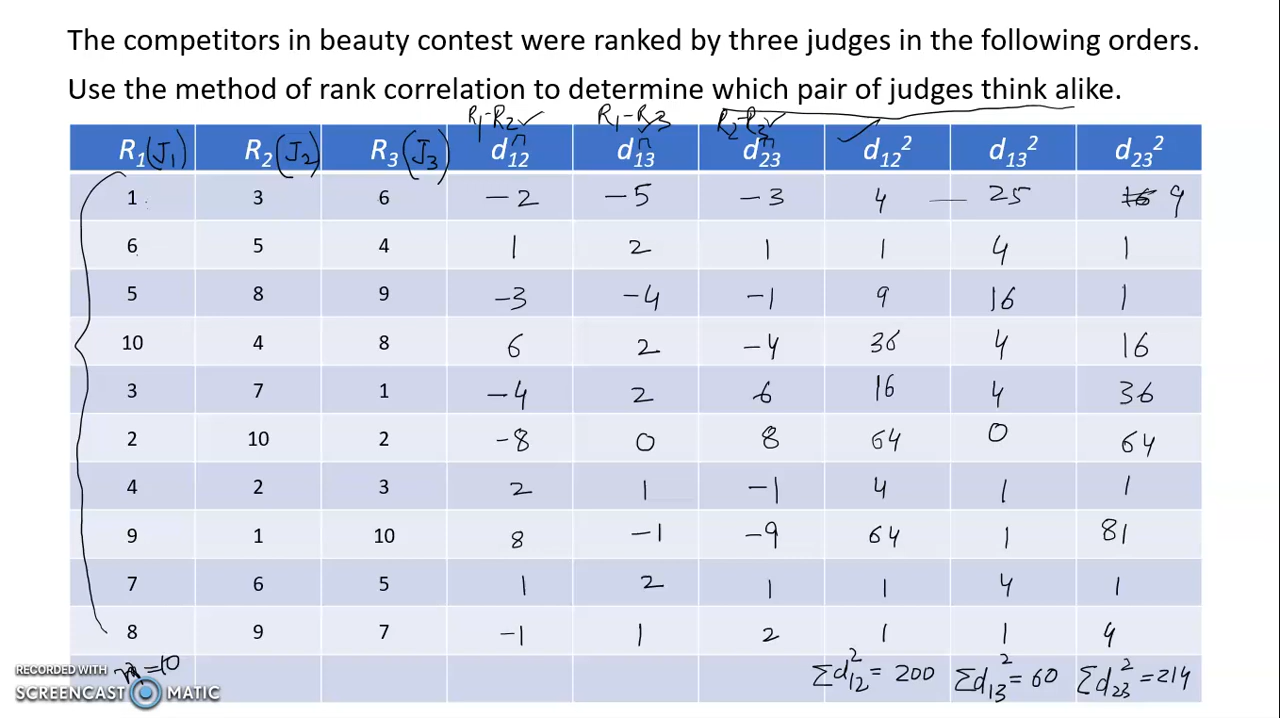 The competitors in beauty contest were ranked by three judges in the following orders.
Use the method of rank correlation to determine which pair of judges think alike.
R₁-R₂ R₁-R₃ R₂-R₃
R₁(J₁) R₂(J₂) R₃(J₃) d₁₂ d₁₃ d₂₃ d₁₂² d₁₃² d₂₃²
1 3 6 -2 -5 -3 4 25 9
6 5 4 1 2 1 1 4 1
5 8 9 -3 -4 -1 9 16 1
10 4 8 6 2 -4 36 4 16
3 7 1 -4 2 6 16 4 36
2 10 2 -8 0 8 64 0 64
4 2 3 2 1 -1 4 1 1
9 1 10 8 -1 -9 64 1 81
7 6 5 1 2 1 1 4 1
8 9 7 -1 1 2 1 1 4
n=10 Σd₁₂² = 200 Σd₁₃² = 60 Σd₂₃² = 214
RECORDED WITH
SCREENCAST MATIC